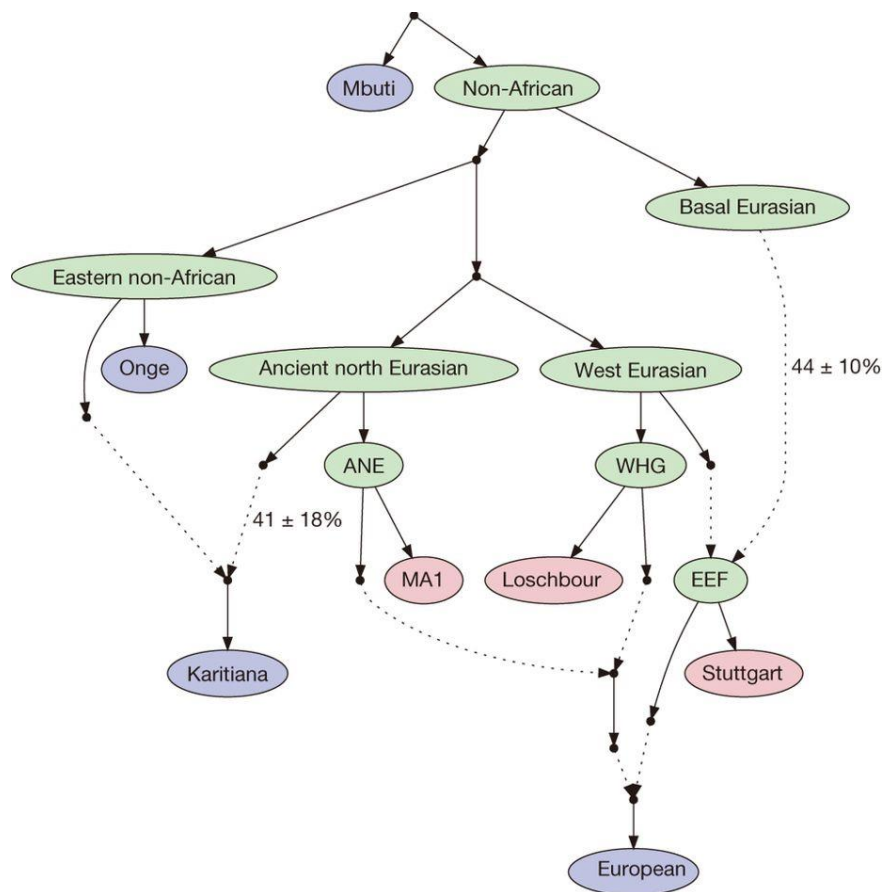 Mbuti
Non-African
Basal Eurasian
Eastern non-African
Onge
Ancient north Eurasian
West Eurasian
44 ± 10%
ANE
WHG
41 ± 18%
MA1
Loschbour
EEF
Karitiana
Stuttgart
European